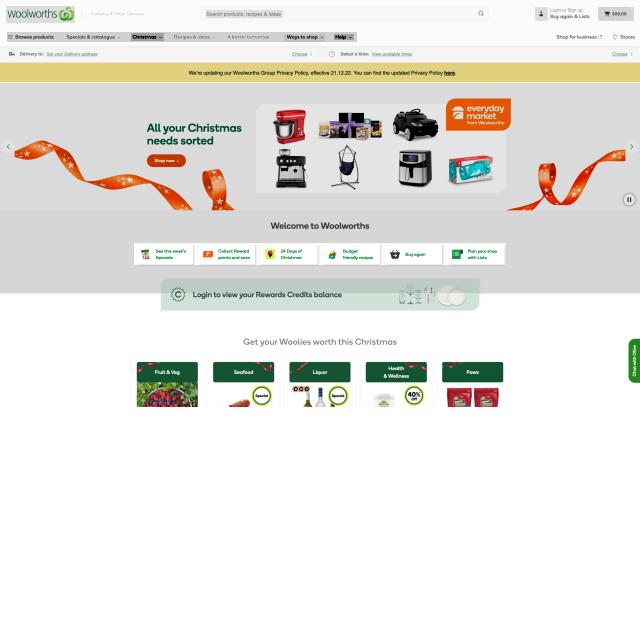 Woolworths
Everyday & Other Services
Search products, recipes & ideas
Login or Sign up
Buy again & Lists
$00.00
Browse products
Specials & catalogue
Christmas
Recipes & ideas
A better tomorrow
Ways to shop
Help
Shop for business
Stores
Delivery to: Set your Delivery address
Choose
Select a time: View available times
Choose
We're updating our Woolworths Group Privacy Policy, effective 21.12.22. You can find the updated Privacy Policy here.
All your Christmas
needs sorted
Shop now
everyday
market
from Woolworths
Welcome to Woolworths
See this week's
Specials
Collect Reward
points and save
24 Days of
Christmas
Budget
friendly recipes
Buy again
Plan your shop
with Lists
Login to view your Rewards Credits balance
Chat with Olive
Get your Woolies worth this Christmas
Fruit & Veg
Seafood
Liquor
Health
& Wellness
Paws
Special
Special
40%
Off